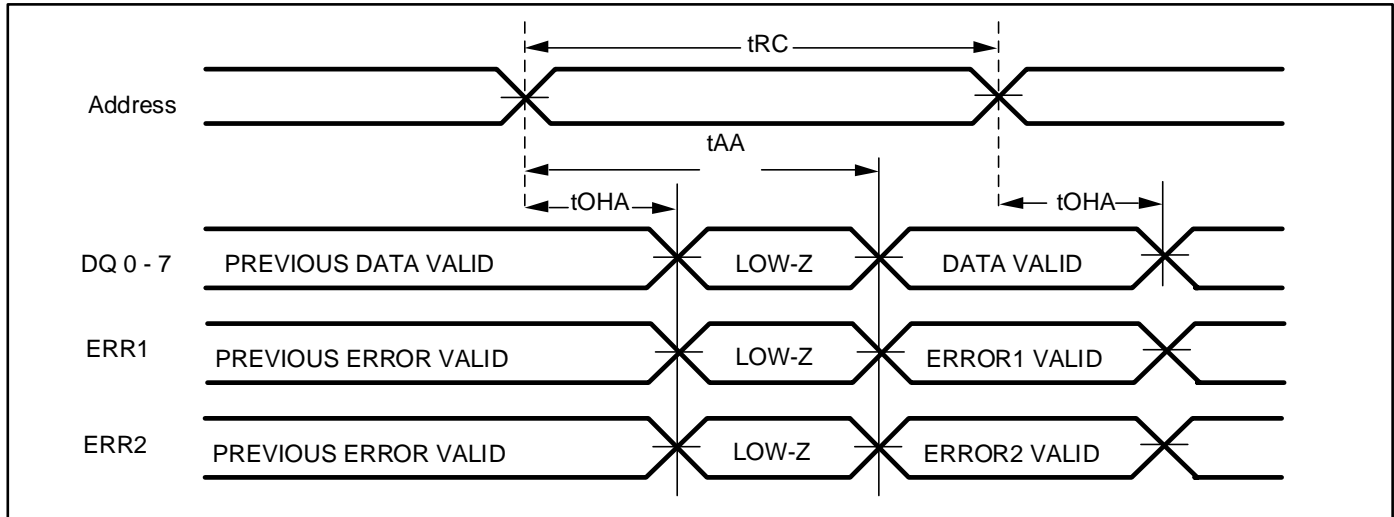 tRC
Address
tAA
tOHA
tOHA
DQ 0 - 7 PREVIOUS DATA VALID LOW-Z DATA VALID
ERR1 PREVIOUS ERROR VALID LOW-Z ERROR1 VALID
ERR2 PREVIOUS ERROR VALID LOW-Z ERROR2 VALID